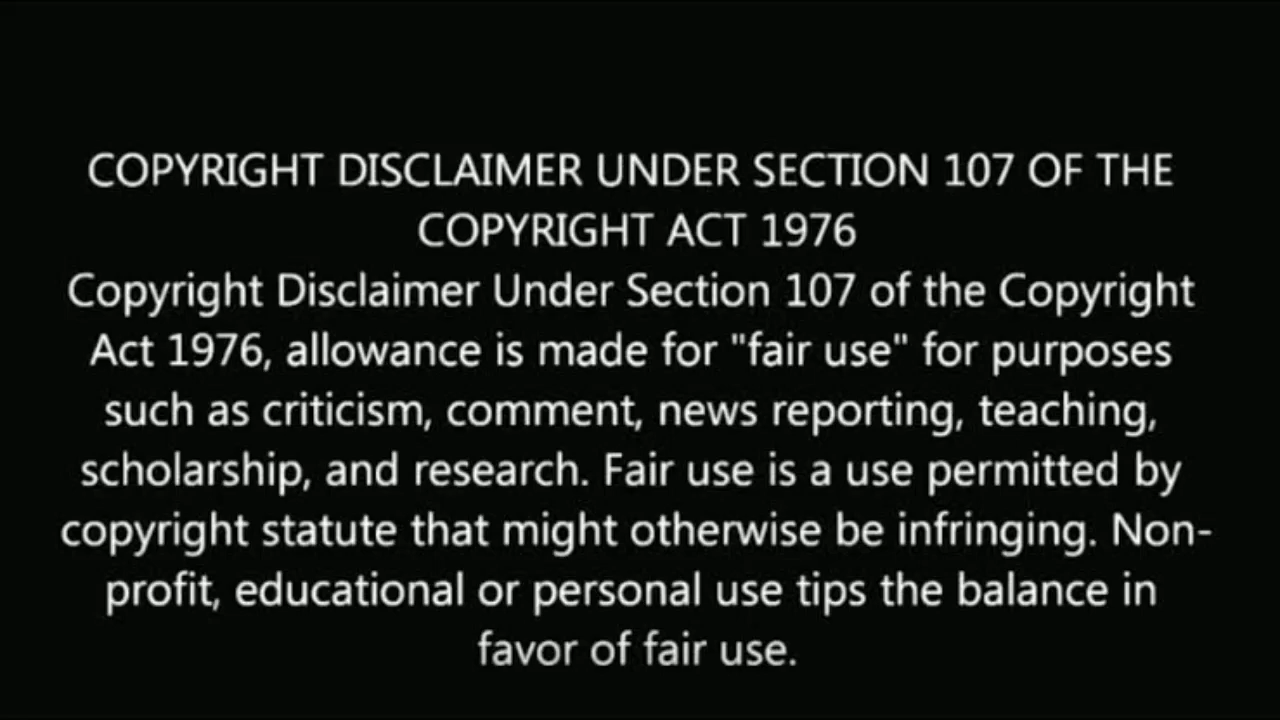 COPYRIGHT DISCLAIMER UNDER SECTION 107 OF THE
COPYRIGHT ACT 1976
Copyright Disclaimer Under Section 107 of the Copyright
Act 1976, allowance is made for "fair use" for purposes
such as criticism, comment, news reporting, teaching,
scholarship, and research. Fair use is a use permitted by
copyright statute that might otherwise be infringing. Non-
profit, educational or personal use tips the balance in
favor of fair use.